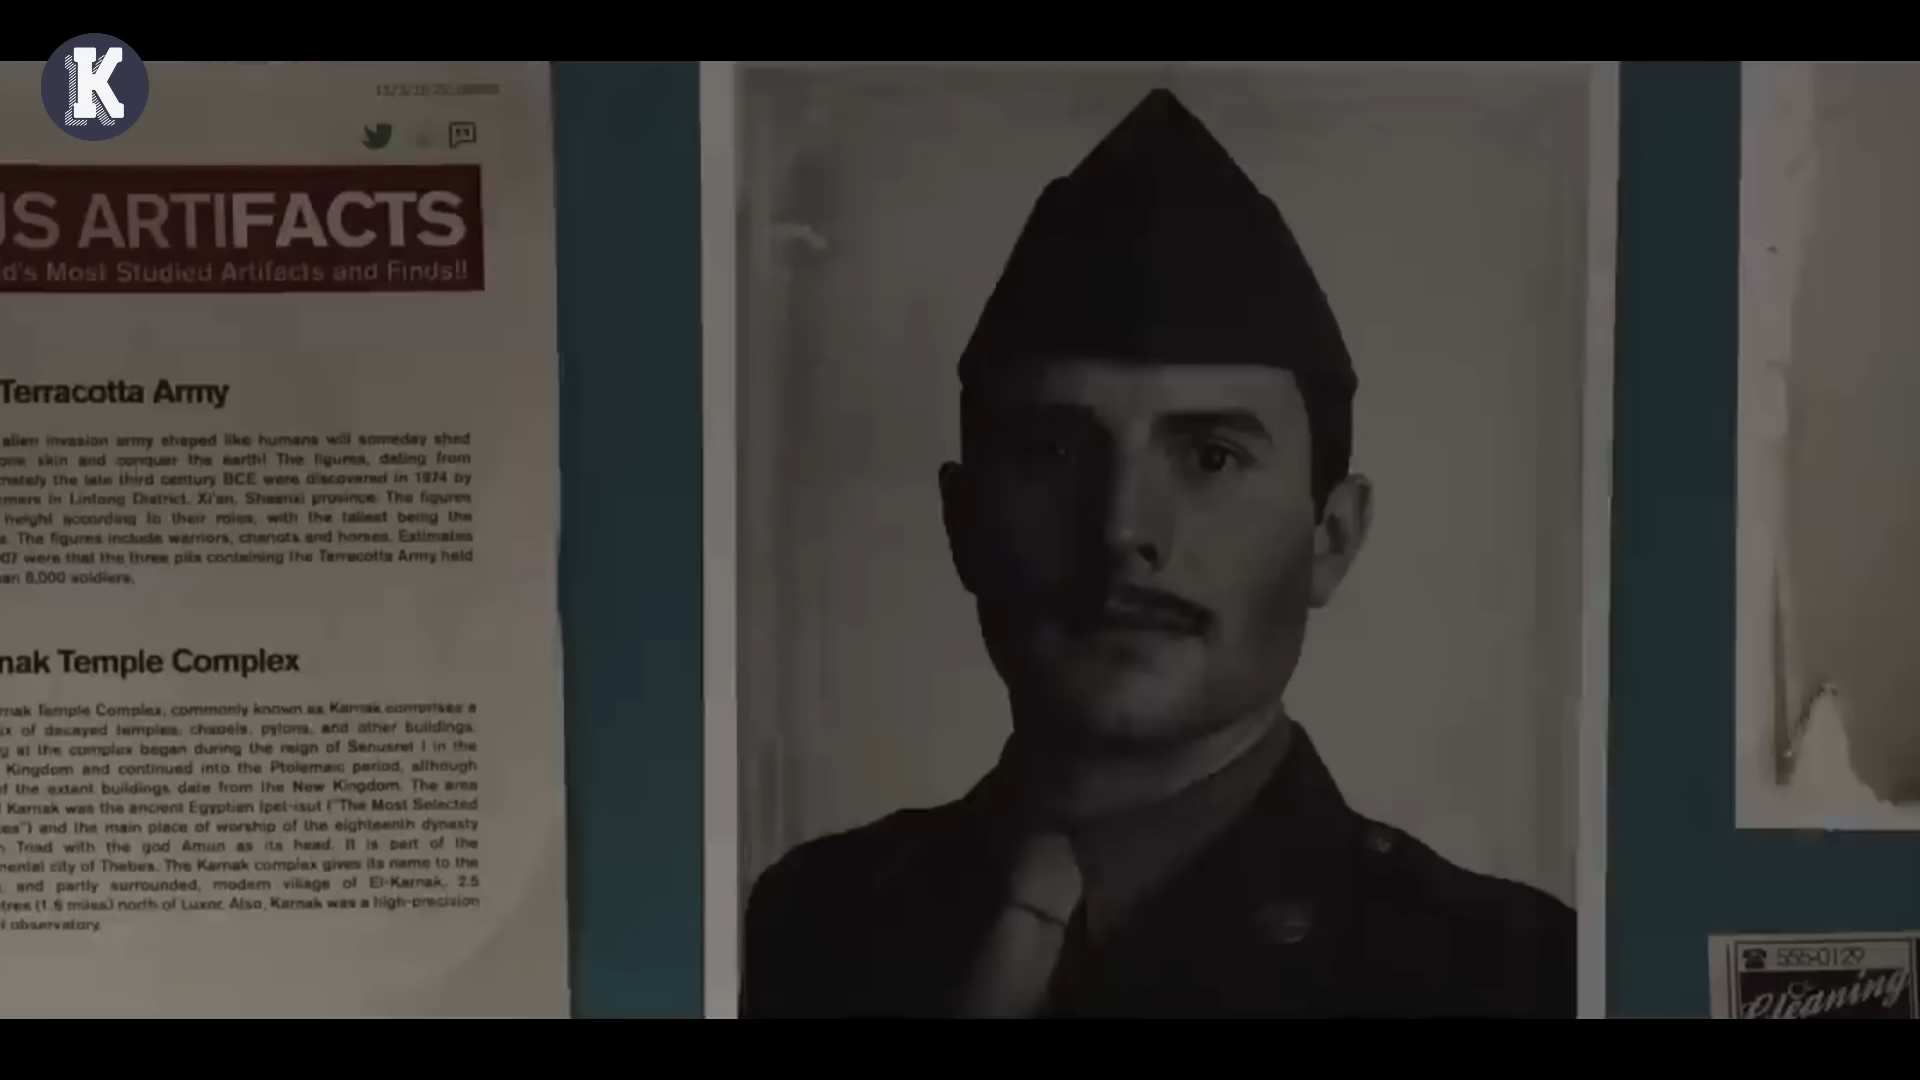 K
US ARTIFACTS
d's Most Studied Artifacts and Finds!!
Terracotta Army
alien invasion army shaped like humans will someday shed
skin and conquer the earth! The figures, dating from
mately the late third century BCE were discovered in 1974 by
mers in Lintong District, Xi'an, Shaanxi province. The figures
height according to their roles, with the tallest being the
s. The figures include warriors, chariots and horses. Estimates
007 were that the three pits containing the Terracotta Army held
an 8,000 soldiers.
nak Temple Complex
rnak Temple Complex, commonly known as Karnak comprises a
ix of decayed temples, chapels, pylons, and other buildings.
g at the complex began during the reign of Senusret I in the
Kingdom and continued into the Ptolemaic period, although
f the extant buildings date from the New Kingdom. The area
Karnak was the ancient Egyptian Ipet-isut ("The Most Selected
es") and the main place of worship of the eighteenth dynasty
Triad with the god Amun as its head. It is part of the
mental city of Thebes. The Karnak complex gives its name to the
, and partly surrounded, modern village of El-Karnak, 2.5
tres (1.6 miles) north of Luxor. Also, Karnak was a high-precision
l observatory.
555-0129
Cleaning